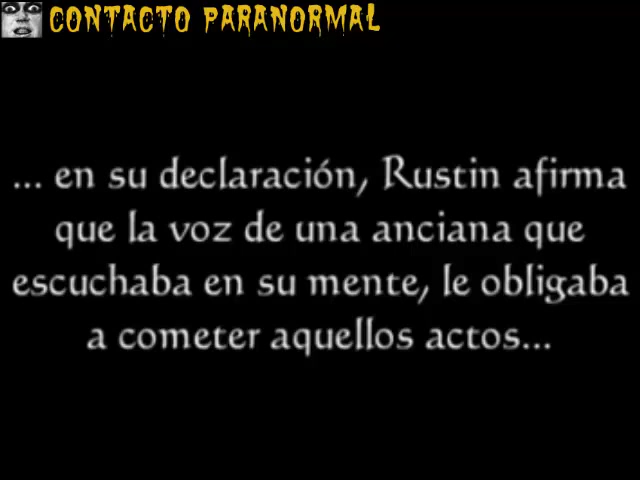 CONTACTO PARANORMAL
... en su declaración, Rustin afirma
que la voz de una anciana que
escuchaba en su mente, le obligaba
a cometer aquellos actos...